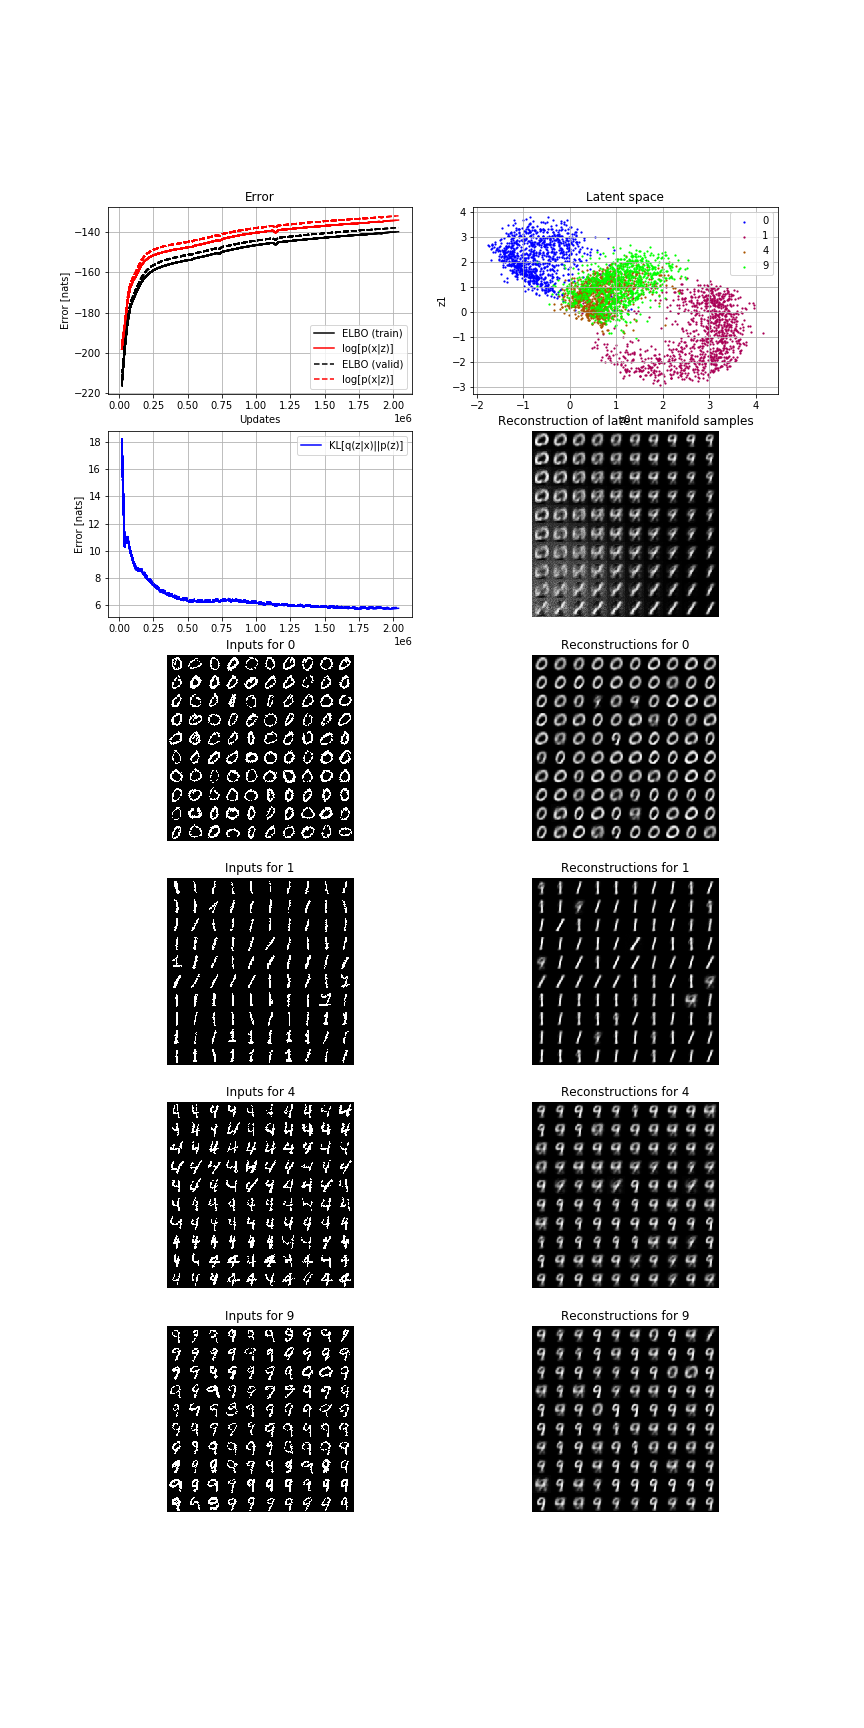 Error
Error [nats]
−140
−160
−180
−200
−220
ELBO (train)
log[p(x|z)]
ELBO (valid)
log[p(x|z)]
0.00 0.25 0.50 0.75 1.00 1.25 1.50 1.75 2.00
Updates
1e6
Latent space
z1
4
3
2
1
0
−1
−2
−3
0
1
4
9
−2 −1 0 1 2 3 4
z0
Error [nats]
18
16
14
12
10
8
6
KL[q(z|x)||p(z)]
0.00 0.25 0.50 0.75 1.00 1.25 1.50 1.75 2.00
1e6
Reconstruction of latent manifold samples
Inputs for 0
Reconstructions for 0
Inputs for 1
Reconstructions for 1
Inputs for 4
Reconstructions for 4
Inputs for 9
Reconstructions for 9